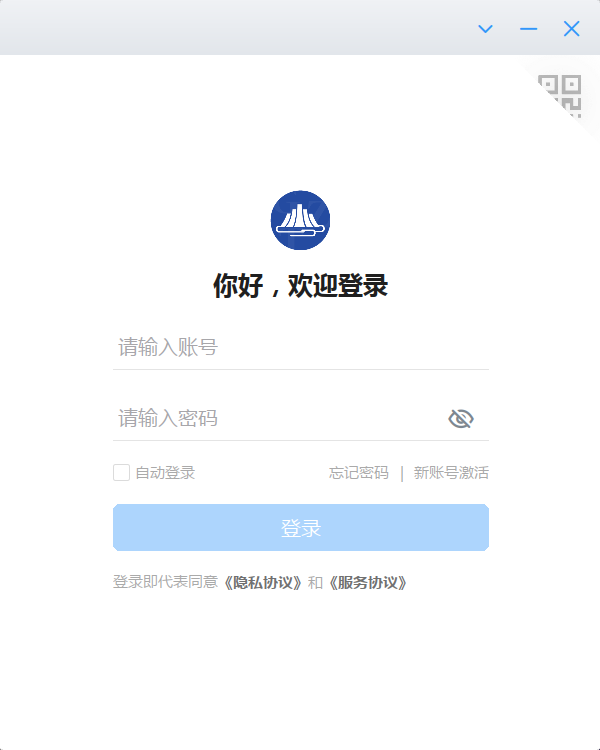 你好，欢迎登录
请输入账号
请输入密码
自动登录 忘记密码 | 新账号激活
登录
登录即代表同意《隐私协议》和《服务协议》